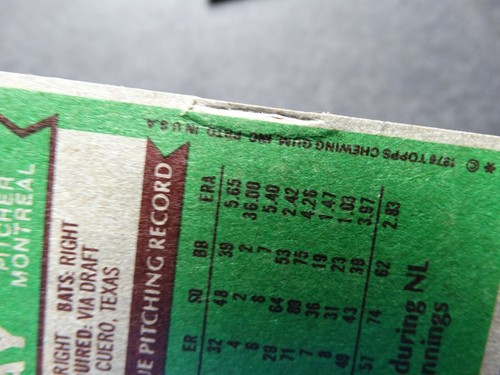 AY
PITCHER
MONTREAL
RIGHT BATS: RIGHT
UIRED: VIA DRAFT
CUERO, TEXAS
E PITCHING RECORD
ER SO BB ERA
32 48 39 5.65
4 2 2 36.00
6 7 5.40
29 64 53 2.42
71 88 75 4.26
7 36 19 1.47
8 31 23 1.03
43 38 3.97
57 74 62 2.83
during NL
nnings
* © 1976 TOPPS CHEWING GUM, INC. PRTD. IN U.S.A.